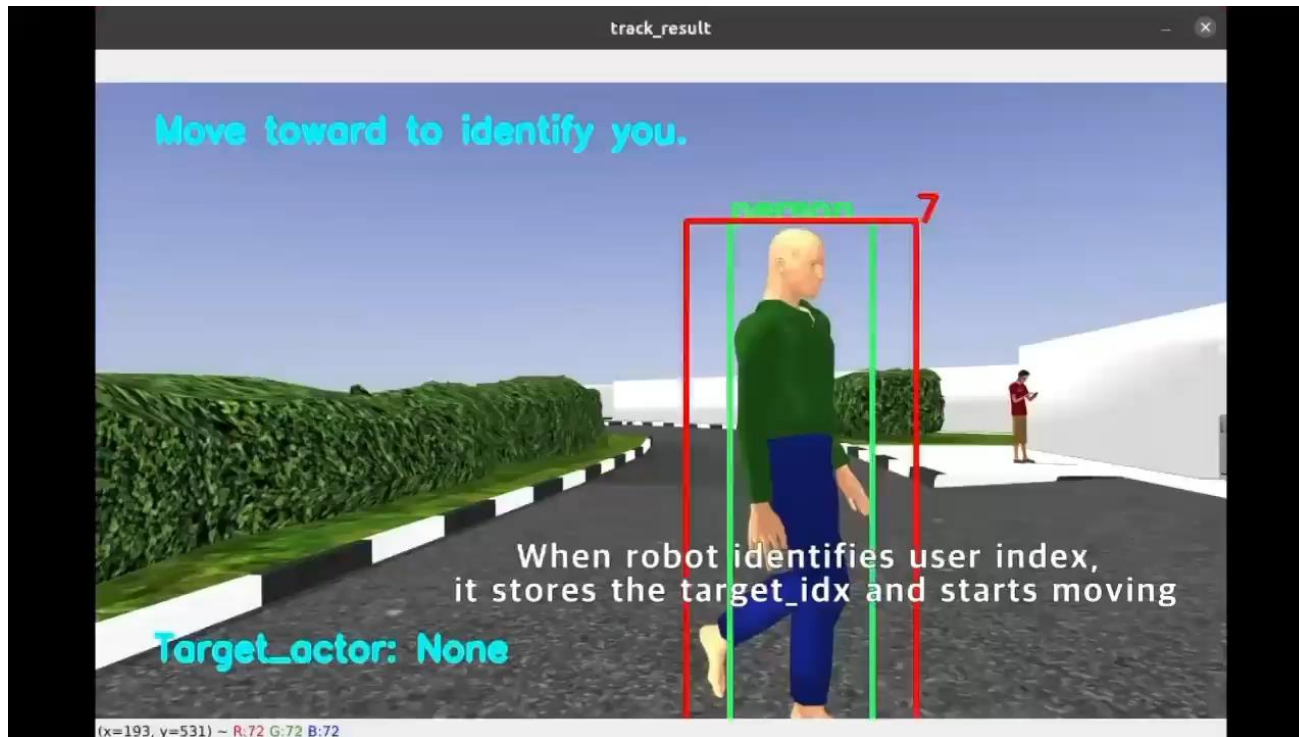 track_result
Move toward to identify you.
person
7
When robot identifies user index,
it stores the target_idx and starts moving
Target_actor: None
(x=193, y=531) ~ R:72 G:72 B:72